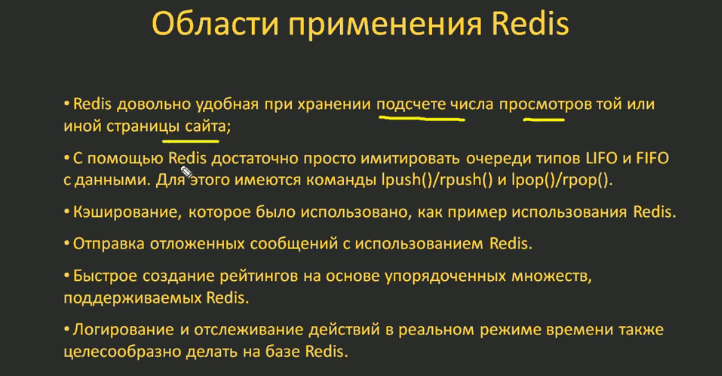 Области применения Redis
• Redis довольно удобная при хранении подсчете числа просмотров той или
иной страницы сайта;
• С помощью Redis достаточно просто имитировать очереди типов LIFO и FIFO
с данными. Для этого имеются команды lpush()/rpush() и lpop()/rpop().
• Кэширование, которое было использовано, как пример использования Redis.
• Отправка отложенных сообщений с использованием Redis.
• Быстрое создание рейтингов на основе упорядоченных множеств,
поддерживаемых Redis.
• Логирование и отслеживание действий в реальном режиме времени также
целесообразно делать на базе Redis.